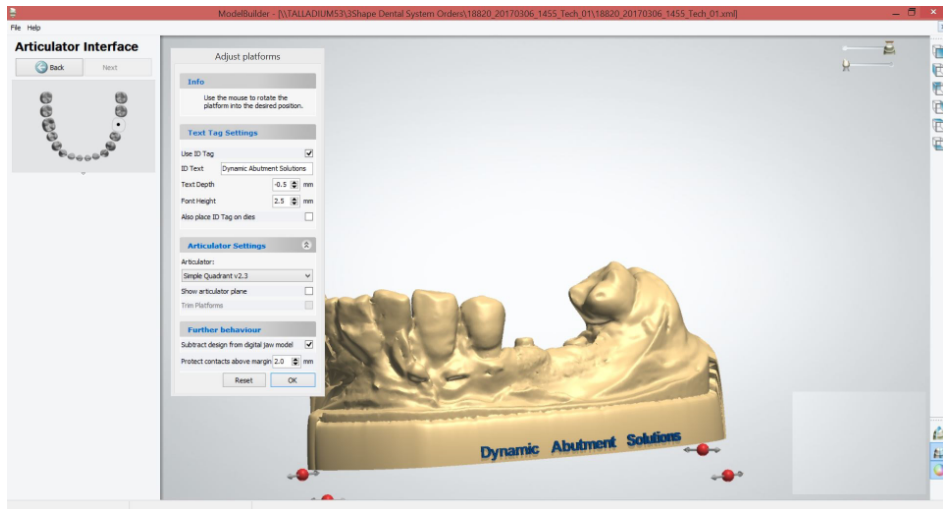 ModelBuilder - [\\TALLADIUMS3\3Shape Dental System Orders\18820_20170306_1455_Tech_01\18820_20170306_1455_Tech_01.xml]
File Help
Articulator Interface
Back Next
Adjust platforms
Info
Use the mouse to rotate the
platform into the desired position.
Text Tag Settings
Use ID Tag
ID Text Dynamic Abutment Solutions
Text Depth -0.5 mm
Font Height 2.5 mm
Also place ID Tag on dies
Articulator Settings
Articulator:
Simple Quadrant v2.3
Show articulator plane
Trim Platforms
Further behaviour
Subtract design from digital jaw model
Protect contacts above margin 2.0 mm
Reset OK
Dynamic Abutment Solutions